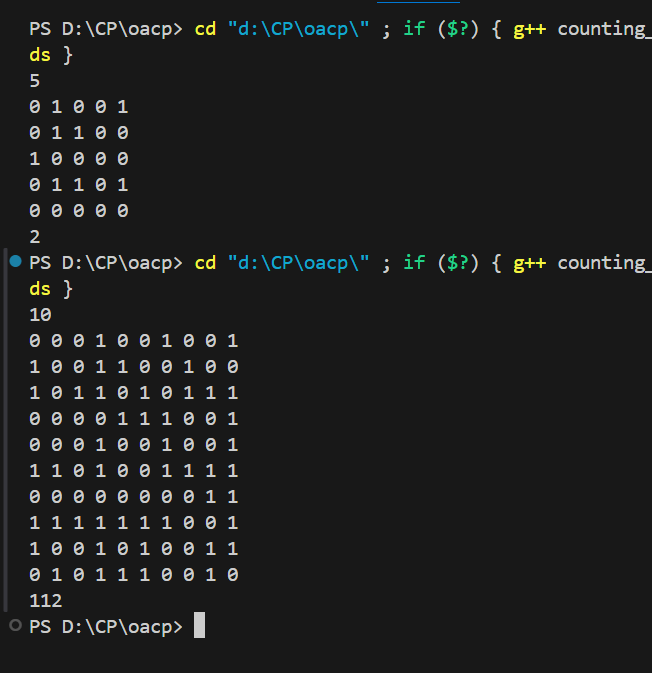 PS D:\CP\oacp> cd "d:\CP\oacp\" ; if ($?) { g++ counting_
ds }
5
0 1 0 0 1
0 1 1 0 0
1 0 0 0 0
0 1 1 0 1
0 0 0 0 0
2
PS D:\CP\oacp> cd "d:\CP\oacp\" ; if ($?) { g++ counting_
ds }
10
0 0 0 1 0 0 1 0 0 1
1 0 0 1 1 0 0 1 0 0
1 0 1 1 0 1 0 1 1 1
0 0 0 0 1 1 1 0 0 1
0 0 0 1 0 0 1 0 0 1
1 1 0 1 0 0 1 1 1 1
0 0 0 0 0 0 0 0 1 1
1 1 1 1 1 1 1 0 0 1
1 0 0 1 0 1 0 0 1 1
0 1 0 1 1 1 0 0 1 0
112
PS D:\CP\oacp>